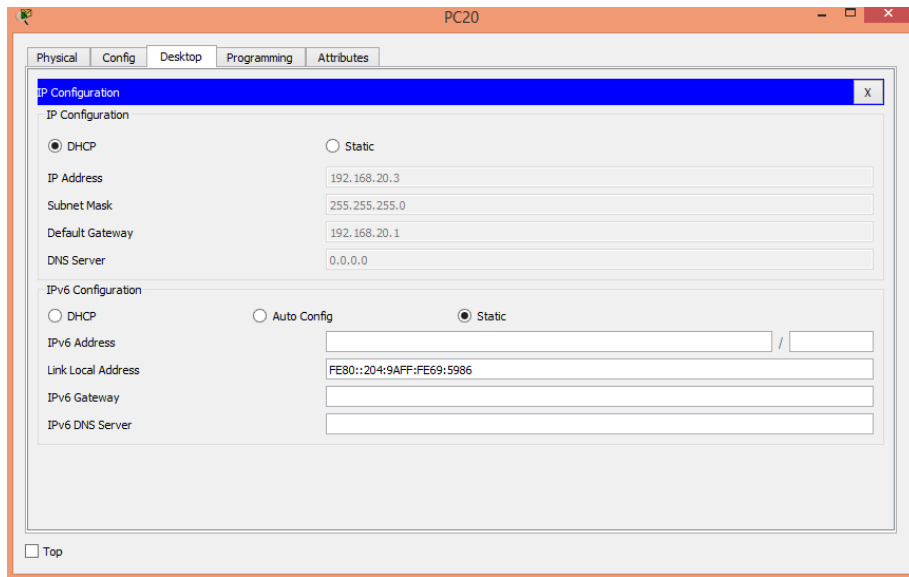 PC20
Physical Config Desktop Programming Attributes
IP Configuration X
IP Configuration
DHCP Static
IP Address 192.168.20.3
Subnet Mask 255.255.255.0
Default Gateway 192.168.20.1
DNS Server 0.0.0.0
IPv6 Configuration
DHCP Auto Config Static
IPv6 Address /
Link Local Address FE80::204:9AFF:FE69:5986
IPv6 Gateway
IPv6 DNS Server
Top